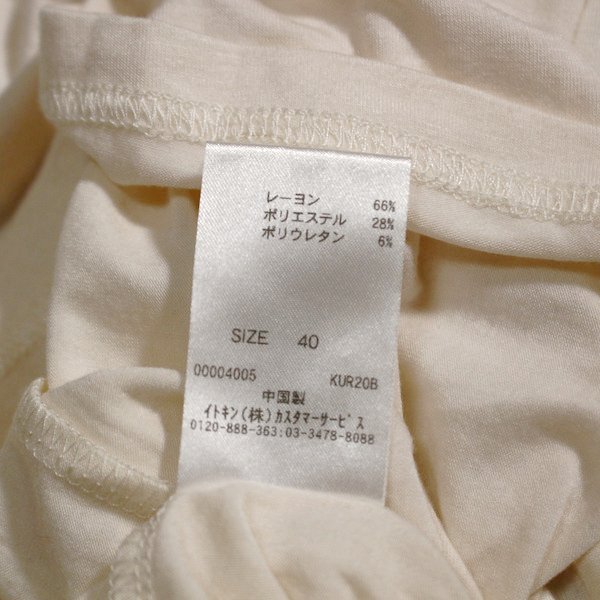 レーヨン 66%
ポリエステル 28%
ポリウレタン 6%
SIZE 40
00004005 KUR20B
中国製
イトキン(株)カスタマーサービス
0120-888-363:03-3478-8088